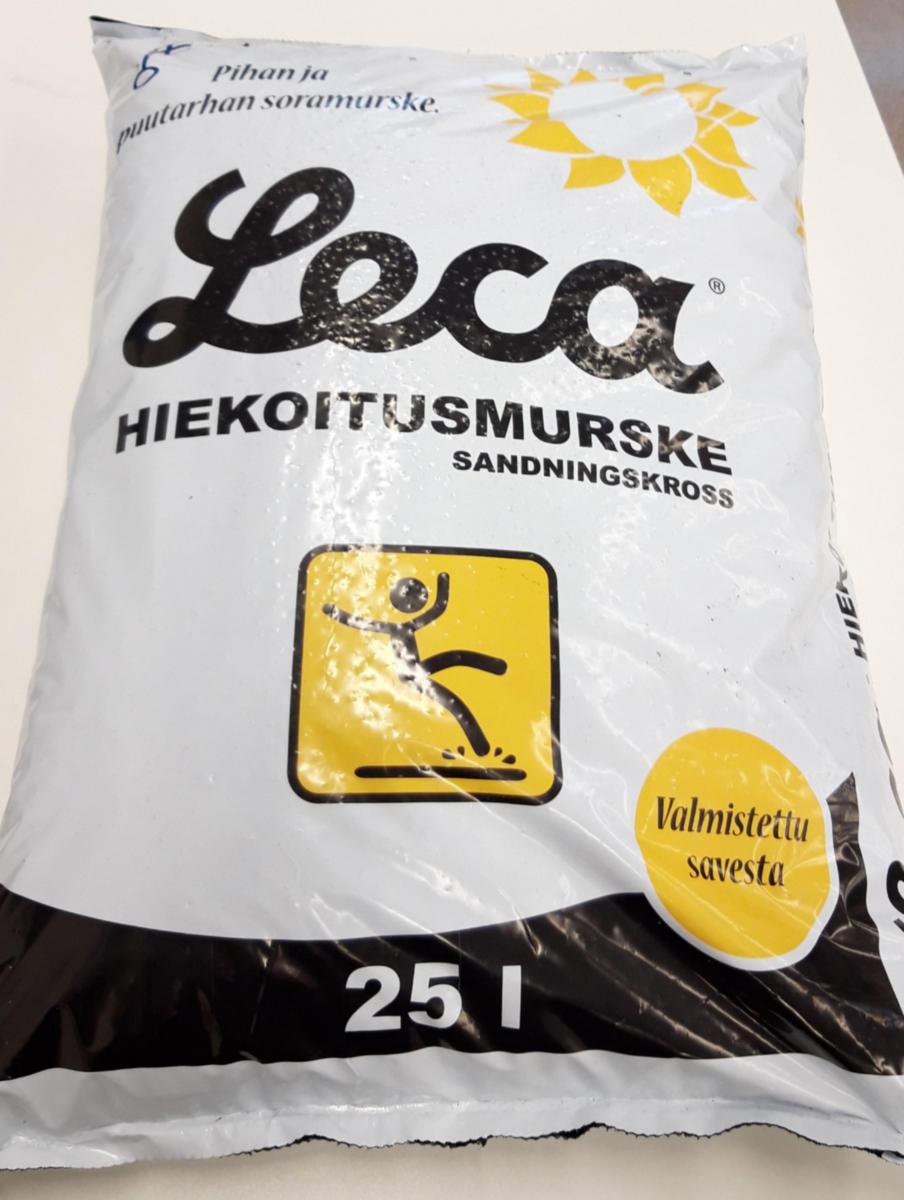 Pihan ja
puutarhan soramurske.
Leca®
HIEKOITUSMURSKE
SANDNINGSKROSS
Valmistettu
savesta
25 l